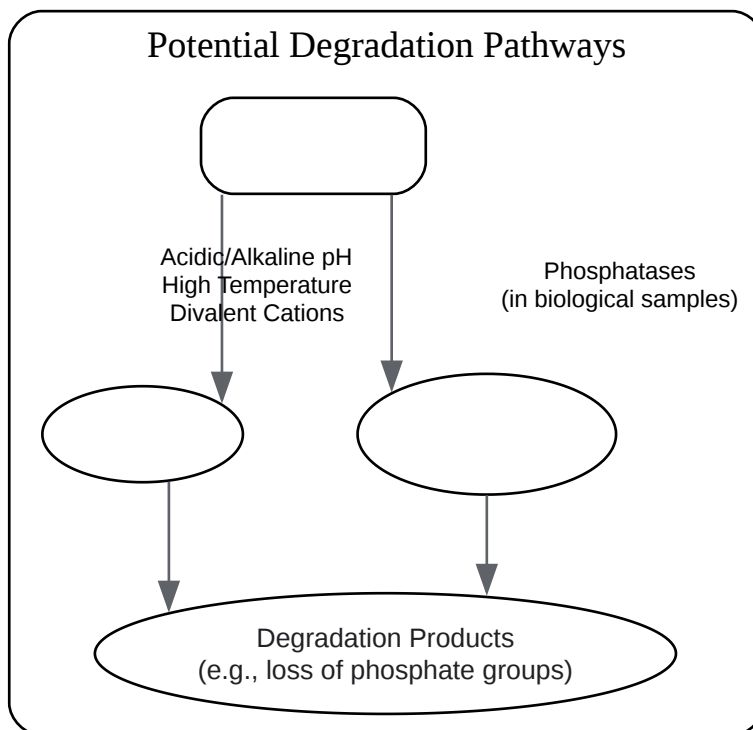 Potential Degradation Pathways
Acidic/Alkaline pH
High Temperature
Divalent Cations
Phosphatases
(in biological samples)
Degradation Products
(e.g., loss of phosphate groups)